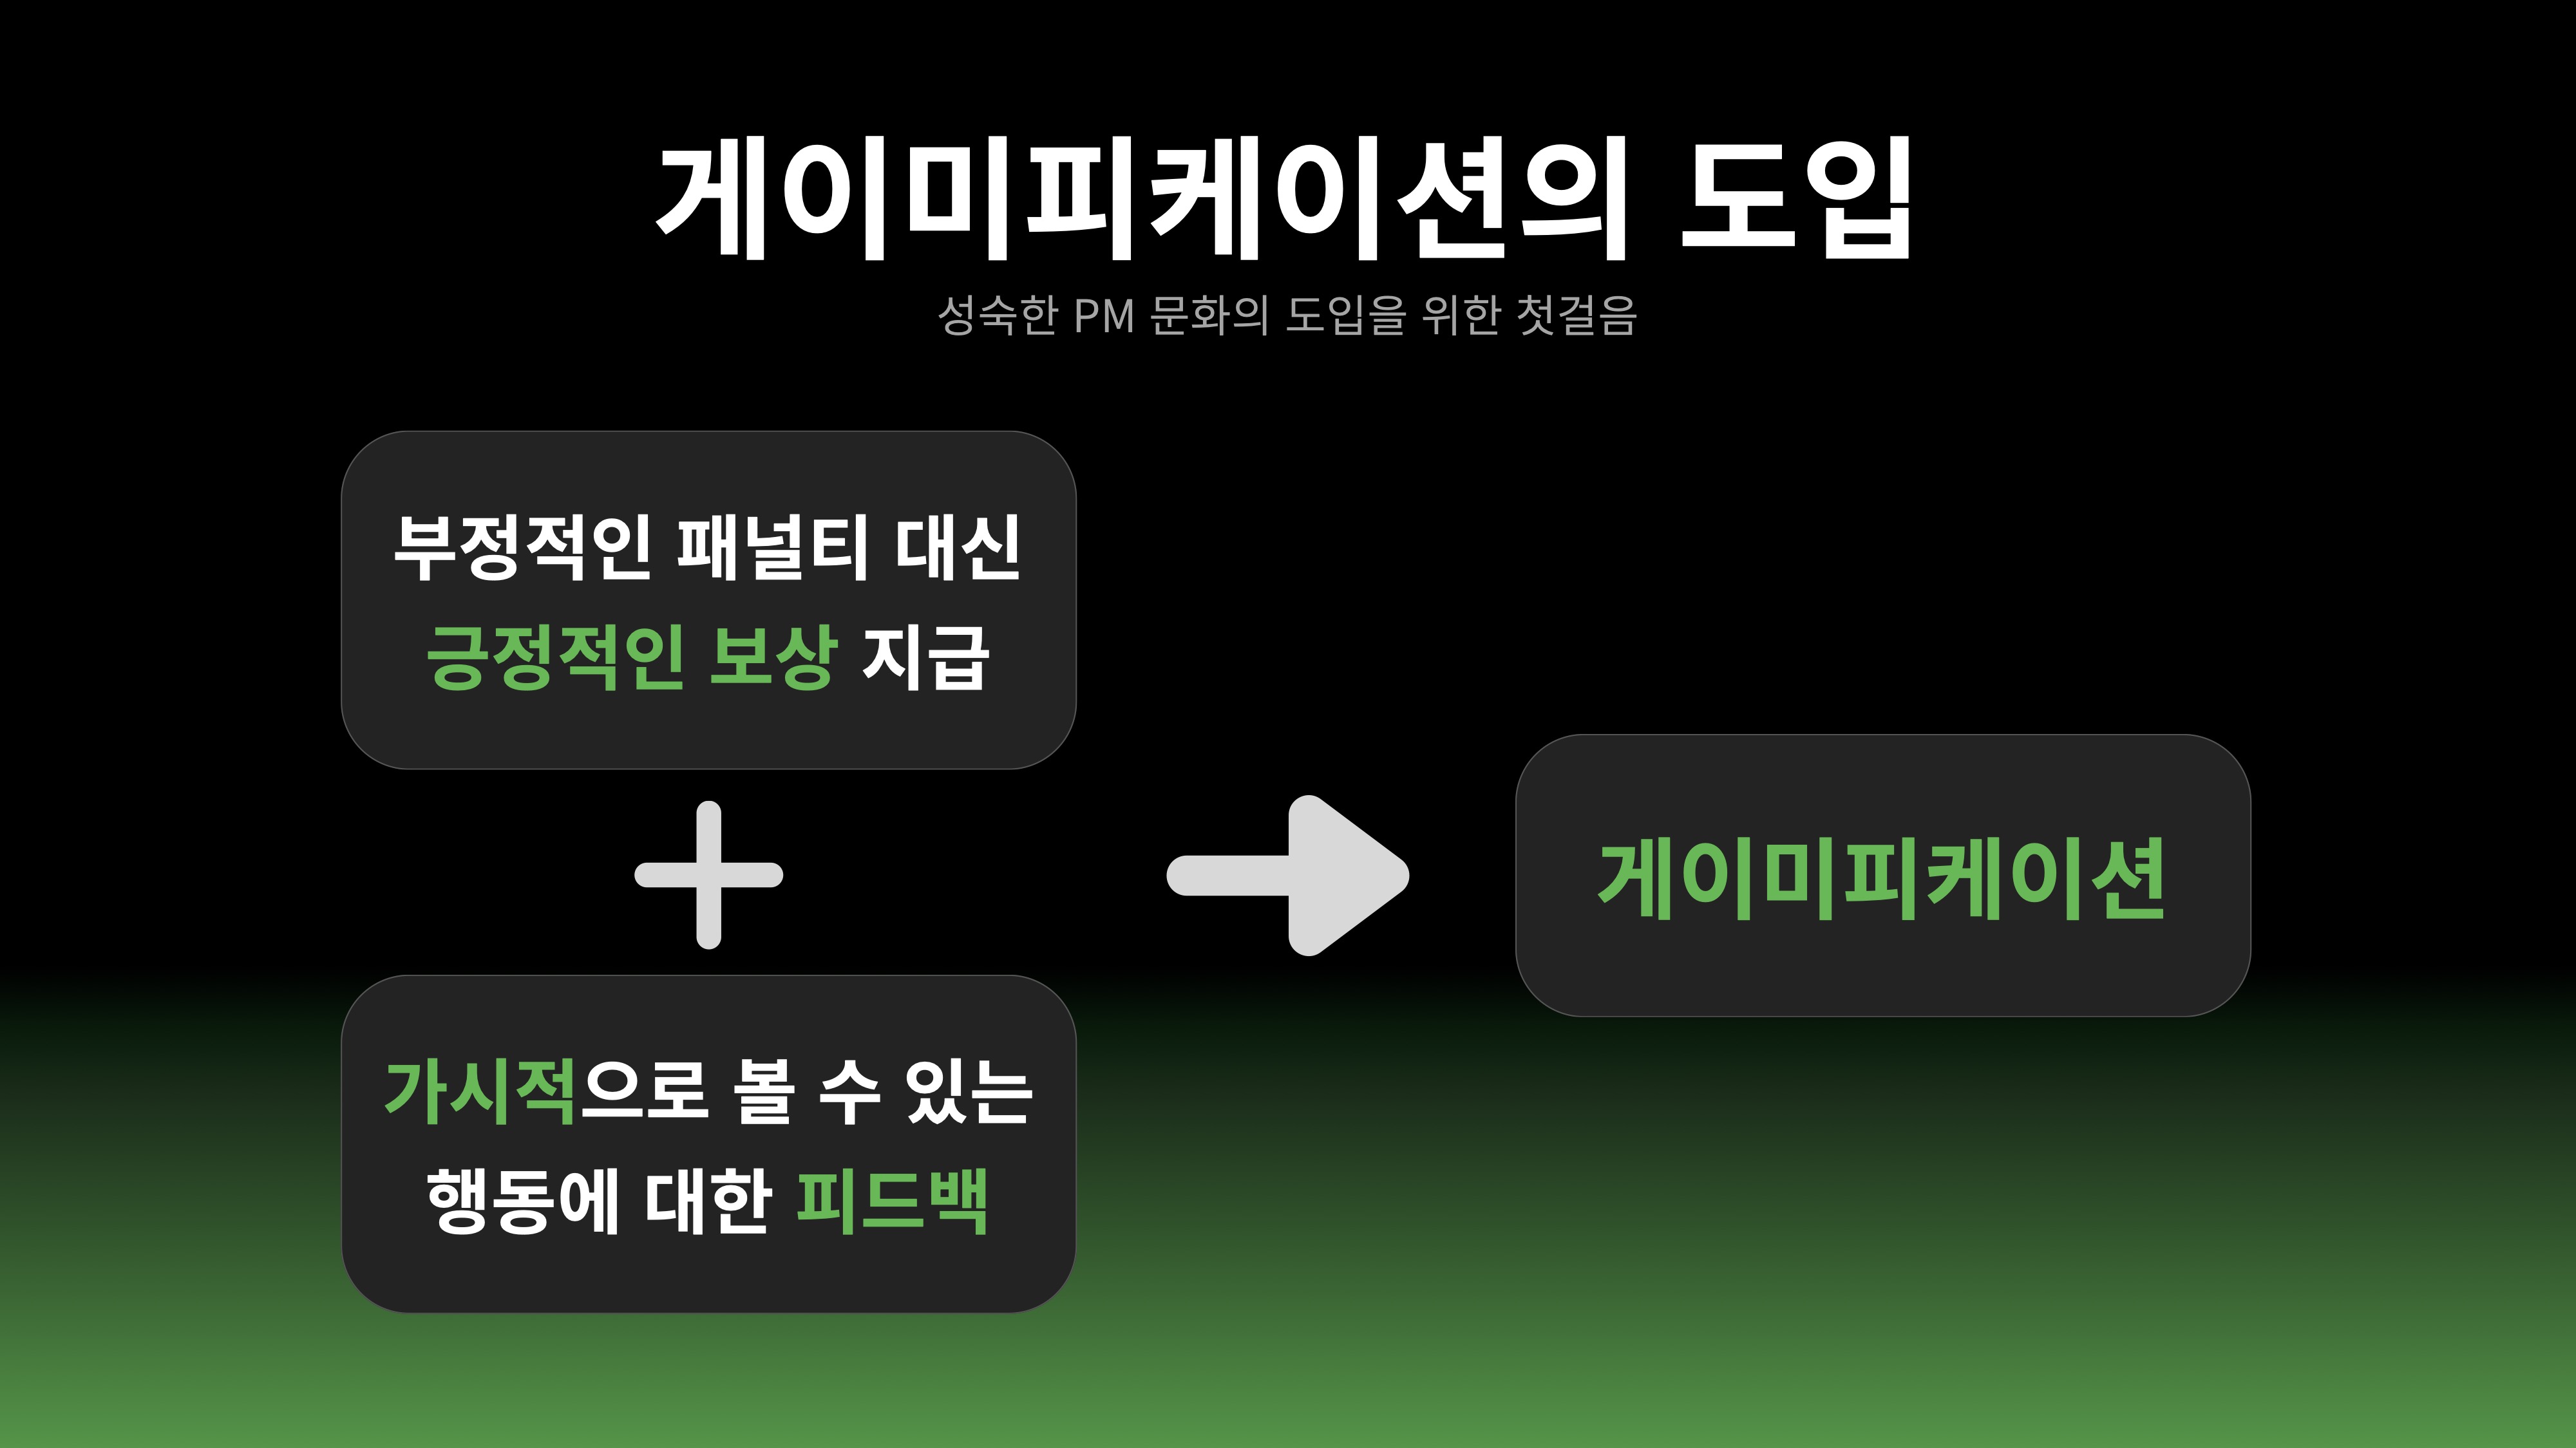 게이미피케이션의 도입
성숙한 PM 문화의 도입을 위한 첫걸음
부정적인 패널티 대신
긍정적인 보상 지급
가시적으로 볼 수 있는
행동에 대한 피드백
게이미피케이션